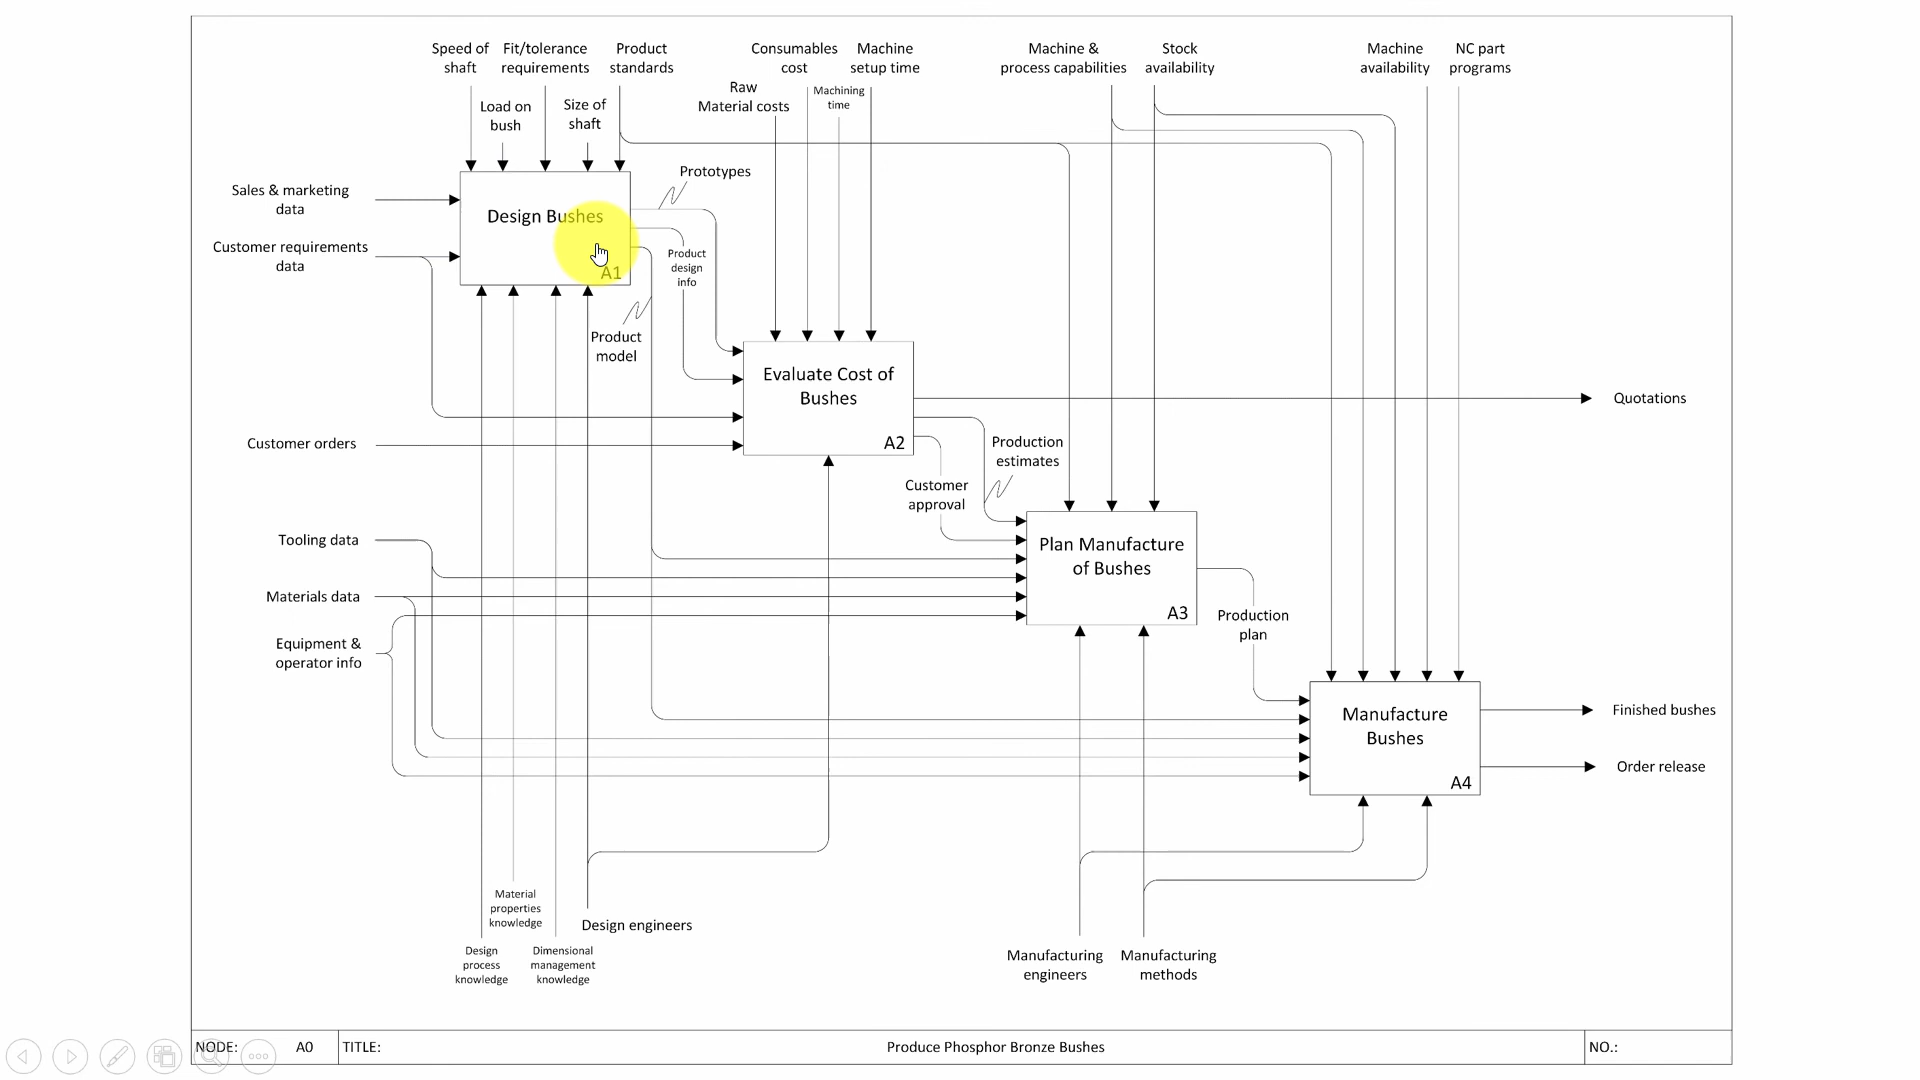 Speed of
shaft
Fit/tolerance
requirements
Product
standards
Consumables
cost
Machine
setup time
Machine &
process capabilities
Stock
availability
Machine
availability
NC part
programs
Load on
bush
Size of
shaft
Raw
Material costs
Machining
time
Sales & marketing
data
Customer requirements
data
Design Bushes
A1
Prototypes
Product
design
info
Product
model
Evaluate Cost of
Bushes
A2
Quotations
Customer orders
Production
estimates
Customer
approval
Tooling data
Materials data
Equipment &
operator info
Plan Manufacture
of Bushes
A3
Production
plan
Manufacture
Bushes
A4
Finished bushes
Order release
Material
properties
knowledge
Design engineers
Design
process
knowledge
Dimensional
management
knowledge
Manufacturing
engineers
Manufacturing
methods
NODE: A0 TITLE: Produce Phosphor Bronze Bushes NO.: